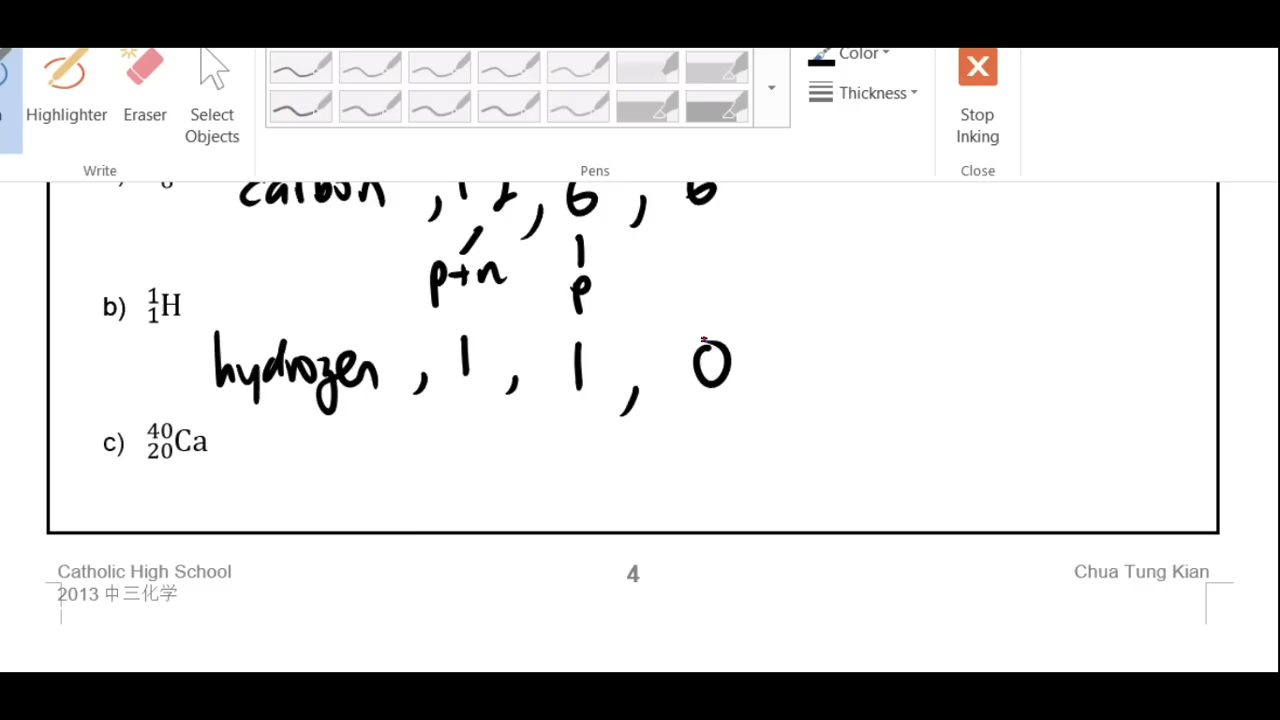 Color
Highlighter Eraser Select Objects
Thickness
Stop Inking
Write Pens Close
carbon, 12, 6, 6
p+n p
b) ¹₁H
hydrogen, 1, 1, 0
c) ⁴⁰₂₀Ca
Catholic High School 4 Chua Tung Kian
2013 中三化学